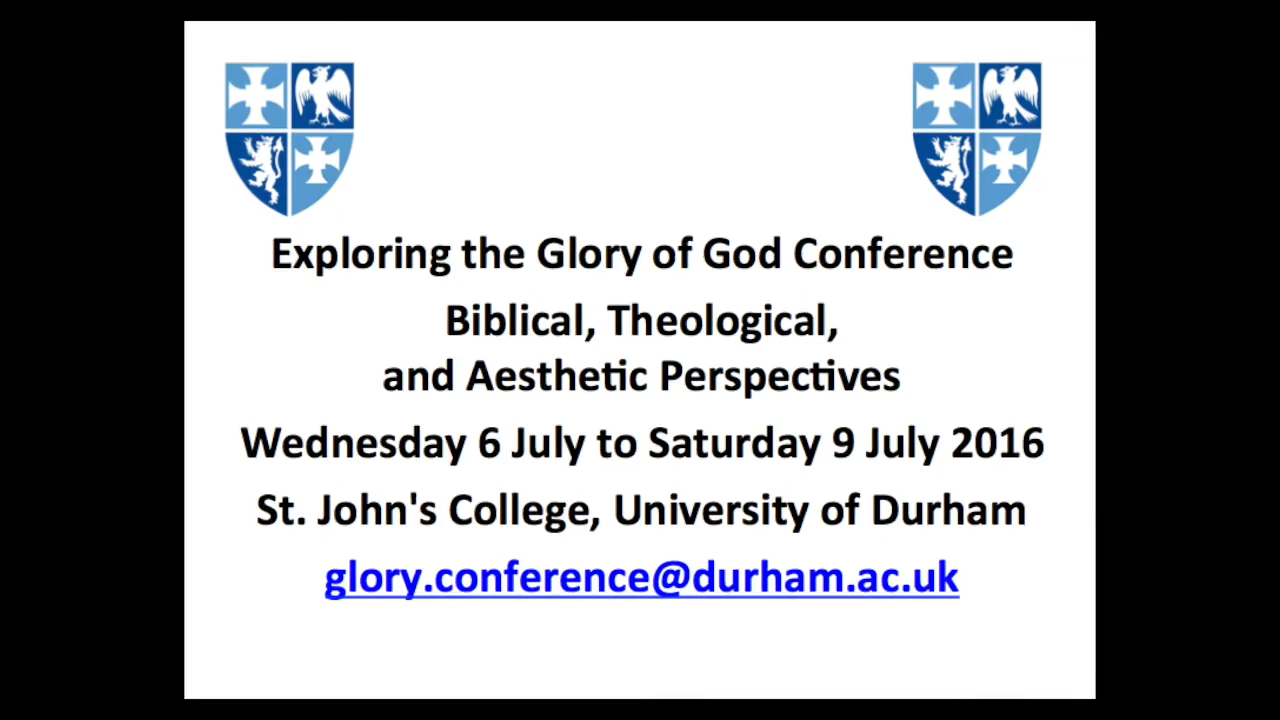 Exploring the Glory of God Conference
Biblical, Theological,
and Aesthetic Perspectives
Wednesday 6 July to Saturday 9 July 2016
St. John's College, University of Durham
glory.conference@durham.ac.uk